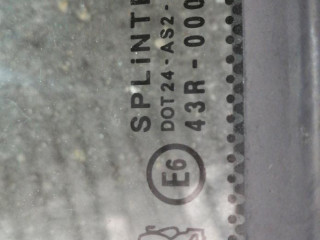 SPLiNTE
DOT24-AS2-
43R-000
E6